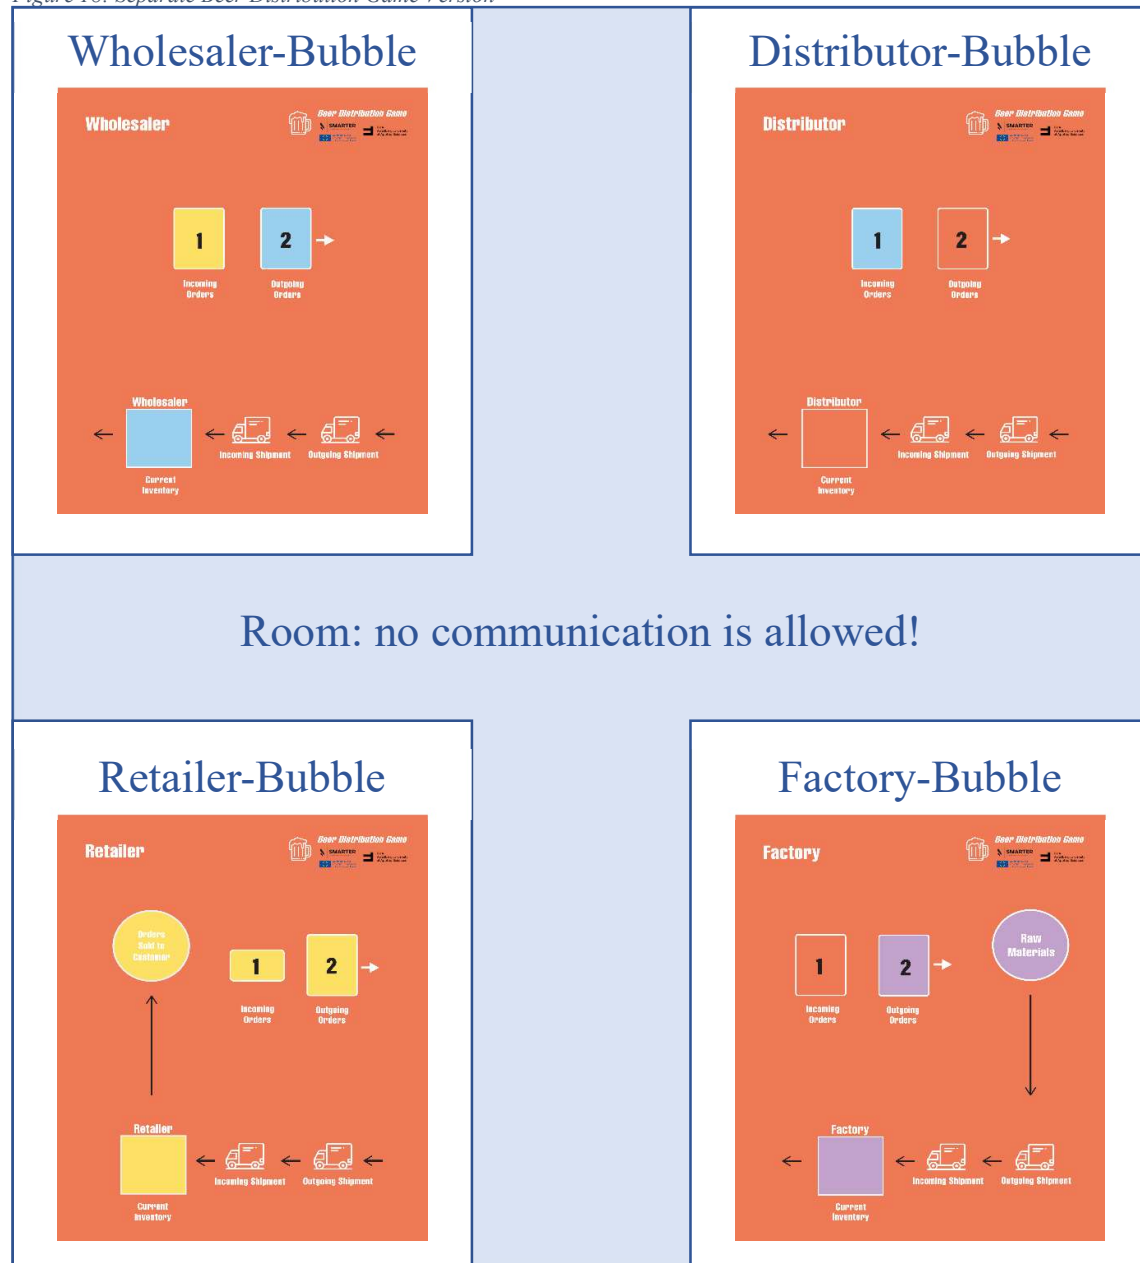 Wholesaler-Bubble
Wholesaler
Beer Distribution Game
SMARTER
1
2
Incoming
Orders
Outgoing
Orders
Wholesaler
Incoming Shipment
Outgoing Shipment
Current
Inventory
Distributor-Bubble
Distributor
Beer Distribution Game
SMARTER
1
2
Incoming
Orders
Outgoing
Orders
Distributor
Incoming Shipment
Outgoing Shipment
Current
Inventory
Room: no communication is allowed!
Retailer-Bubble
Retailer
Beer Distribution Game
SMARTER
Orders
Sold to
Customer
1
2
Incoming
Orders
Outgoing
Orders
Retailer
Incoming Shipment
Outgoing Shipment
Current
Inventory
Factory-Bubble
Factory
Beer Distribution Game
SMARTER
1
2
Raw
Materials
Incoming
Orders
Outgoing
Orders
Factory
Incoming Shipment
Outgoing Shipment
Current
Inventory